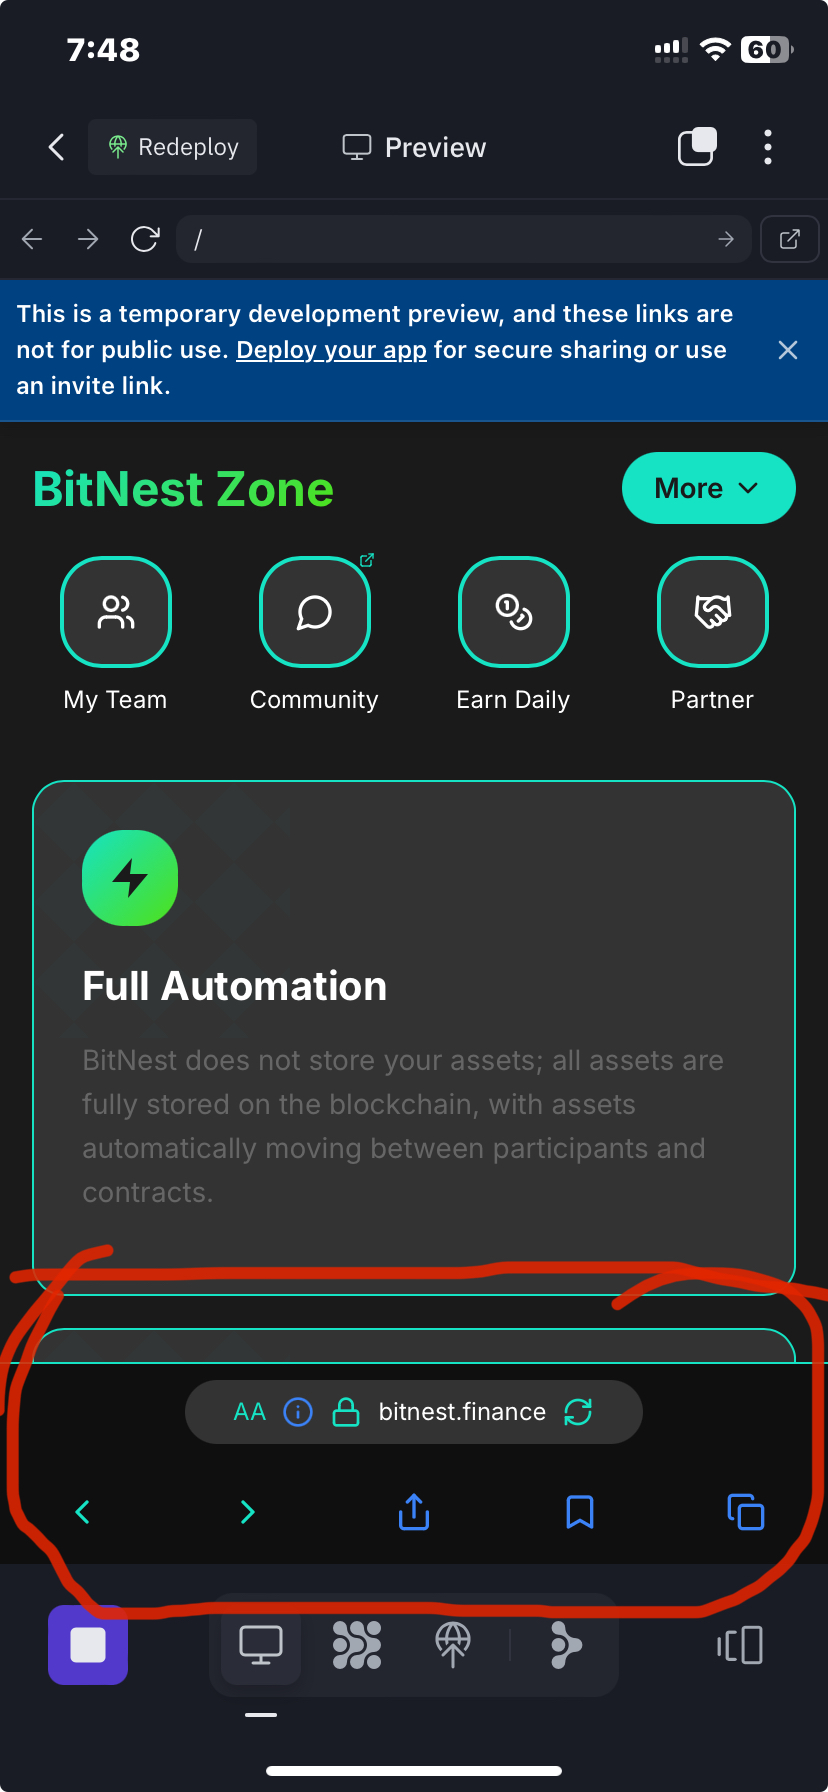 7:48
60
Redeploy
Preview
/
This is a temporary development preview, and these links are
not for public use. Deploy your app for secure sharing or use
an invite link.
BitNest Zone
More
My Team
Community
Earn Daily
Partner
Full Automation
BitNest does not store your assets; all assets are
fully stored on the blockchain, with assets
automatically moving between participants and
contracts.
AA
bitnest.finance